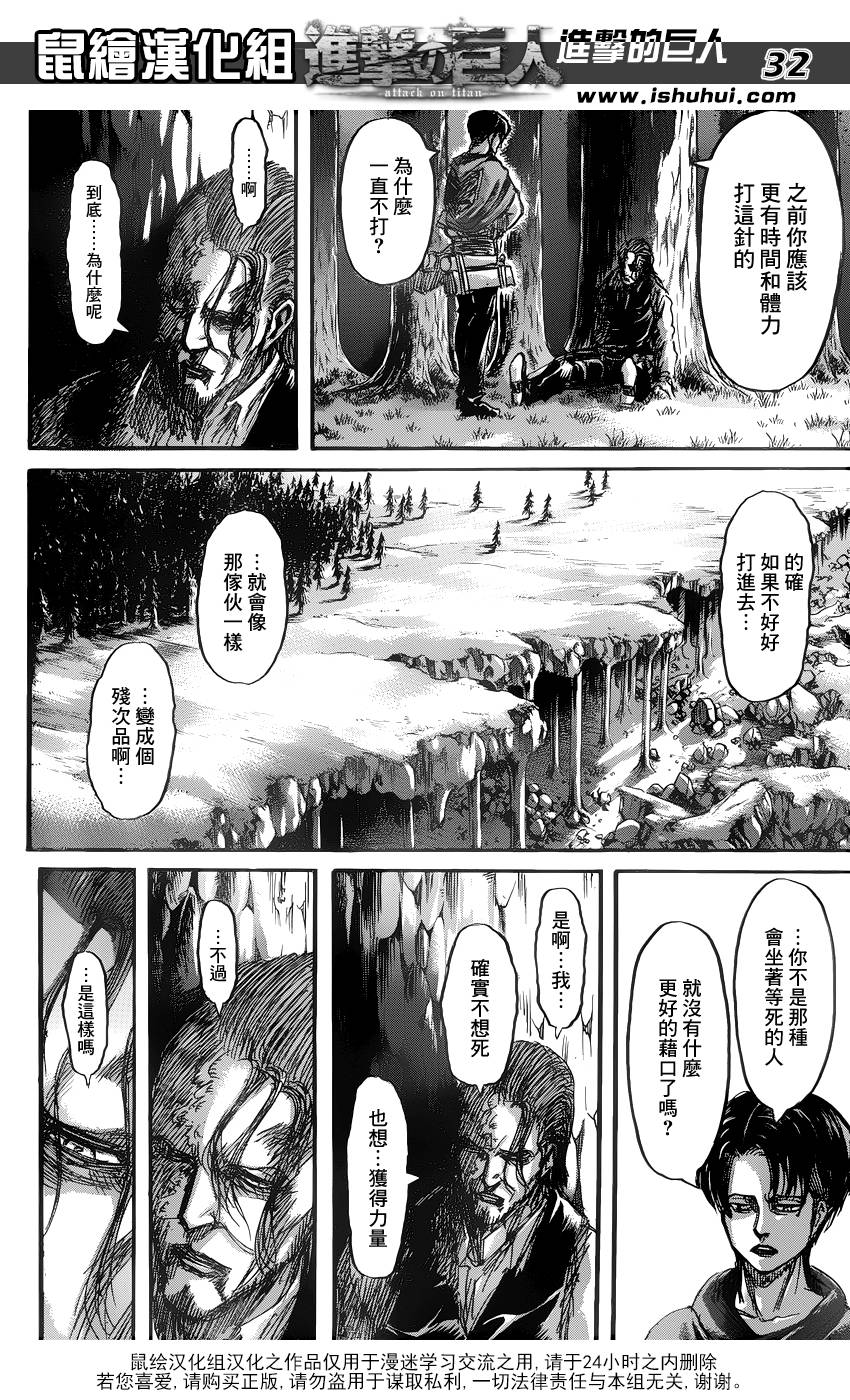 鼠繪漢化組
進撃の巨人
attack on titan
進擊的巨人
www.ishuhui.com
32
之前你應該
更有時間和體力
打這針的
為什麼
一直不打？
……啊
到底……為什麼呢
的確
如果不好好
打進去…
…就會像
那傢伙一樣
…變成個
殘次品啊…
…你不是那種
會坐著等死的人
就沒有什麼
更好的藉口了嗎？
是啊…我…
確實不想死
也想…獲得力量
…不過
…是這樣嗎
鼠绘汉化组汉化之作品仅用于漫迷学习交流之用, 请于24小时之内删除
若您喜爱, 请购买正版, 请勿盗用于谋取私利, 一切法律责任与本组无关, 谢谢。